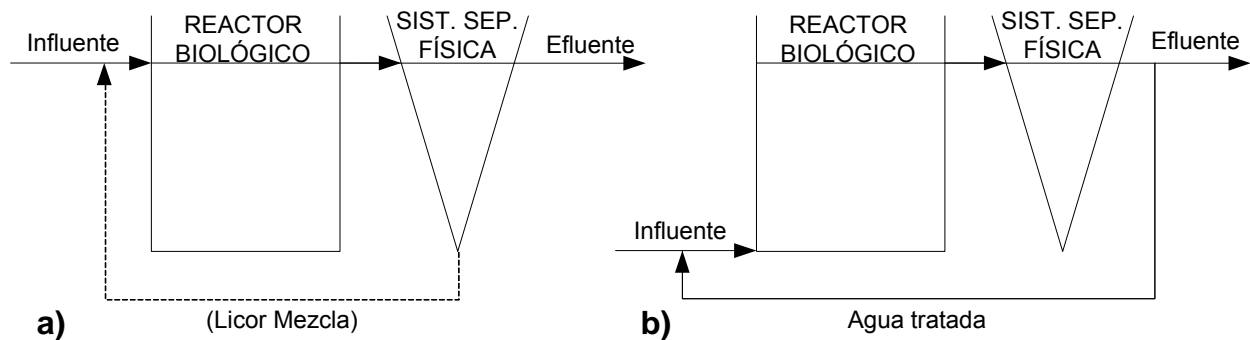 REACTOR
BIOLÓGICO
SIST. SEP.
FÍSICA
Influente
Efluente
(Licor Mezcla)
a)
REACTOR
BIOLÓGICO
SIST. SEP.
FÍSICA
Efluente
Influente
Agua tratada
b)